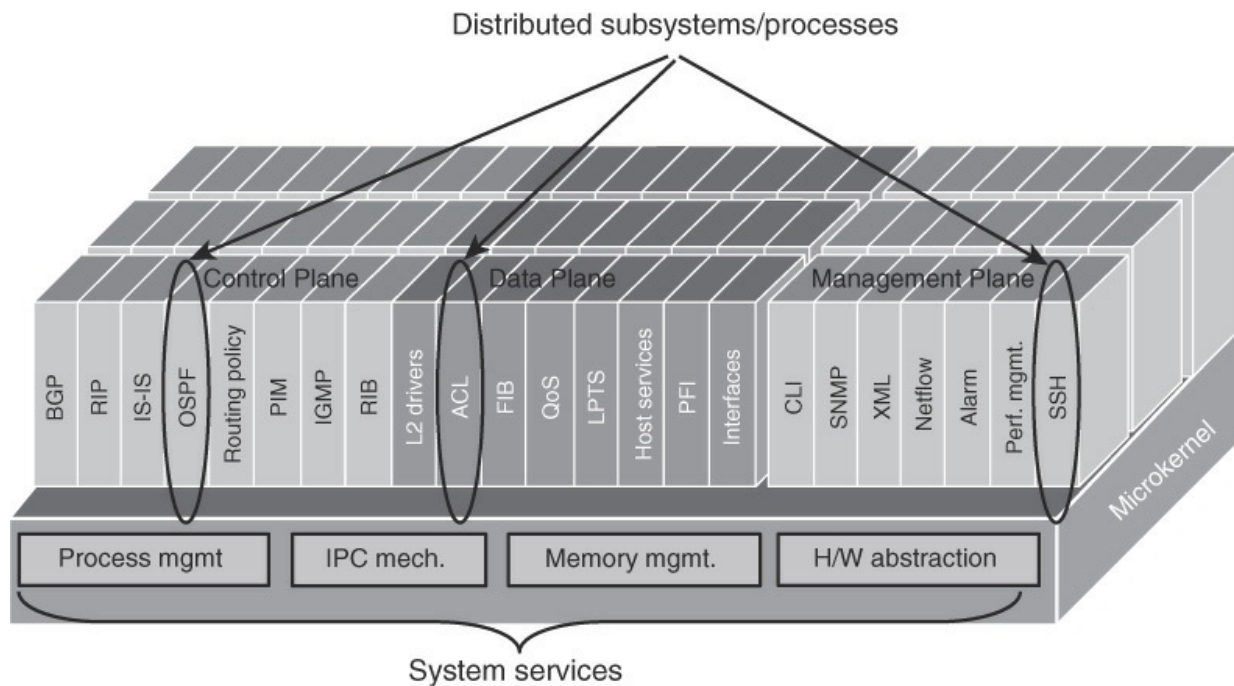 Distributed subsystems/processes
Control Plane
Data Plane
Management Plane
BGP
RIP
IS-IS
OSPF
Routing policy
PIM
IGMP
RIB
L2 drivers
ACL
FIB
QoS
LPTS
Host services
PFI
Interfaces
CLI
SNMP
XML
Netflow
Alarm
Perf. mgmt.
SSH
Microkernel
Process mgmt
IPC mech.
Memory mgmt.
H/W abstraction
System services